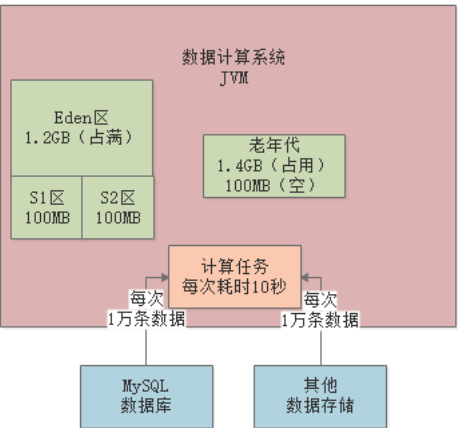 数据计算系统
JVM
Eden区
1.2GB（占满）
S1区
100MB
S2区
100MB
老年代
1.4GB（占用）
100MB（空）
计算任务
每次耗时10秒
每次
1万条数据
每次
1万条数据
MySQL
数据库
其他
数据存储